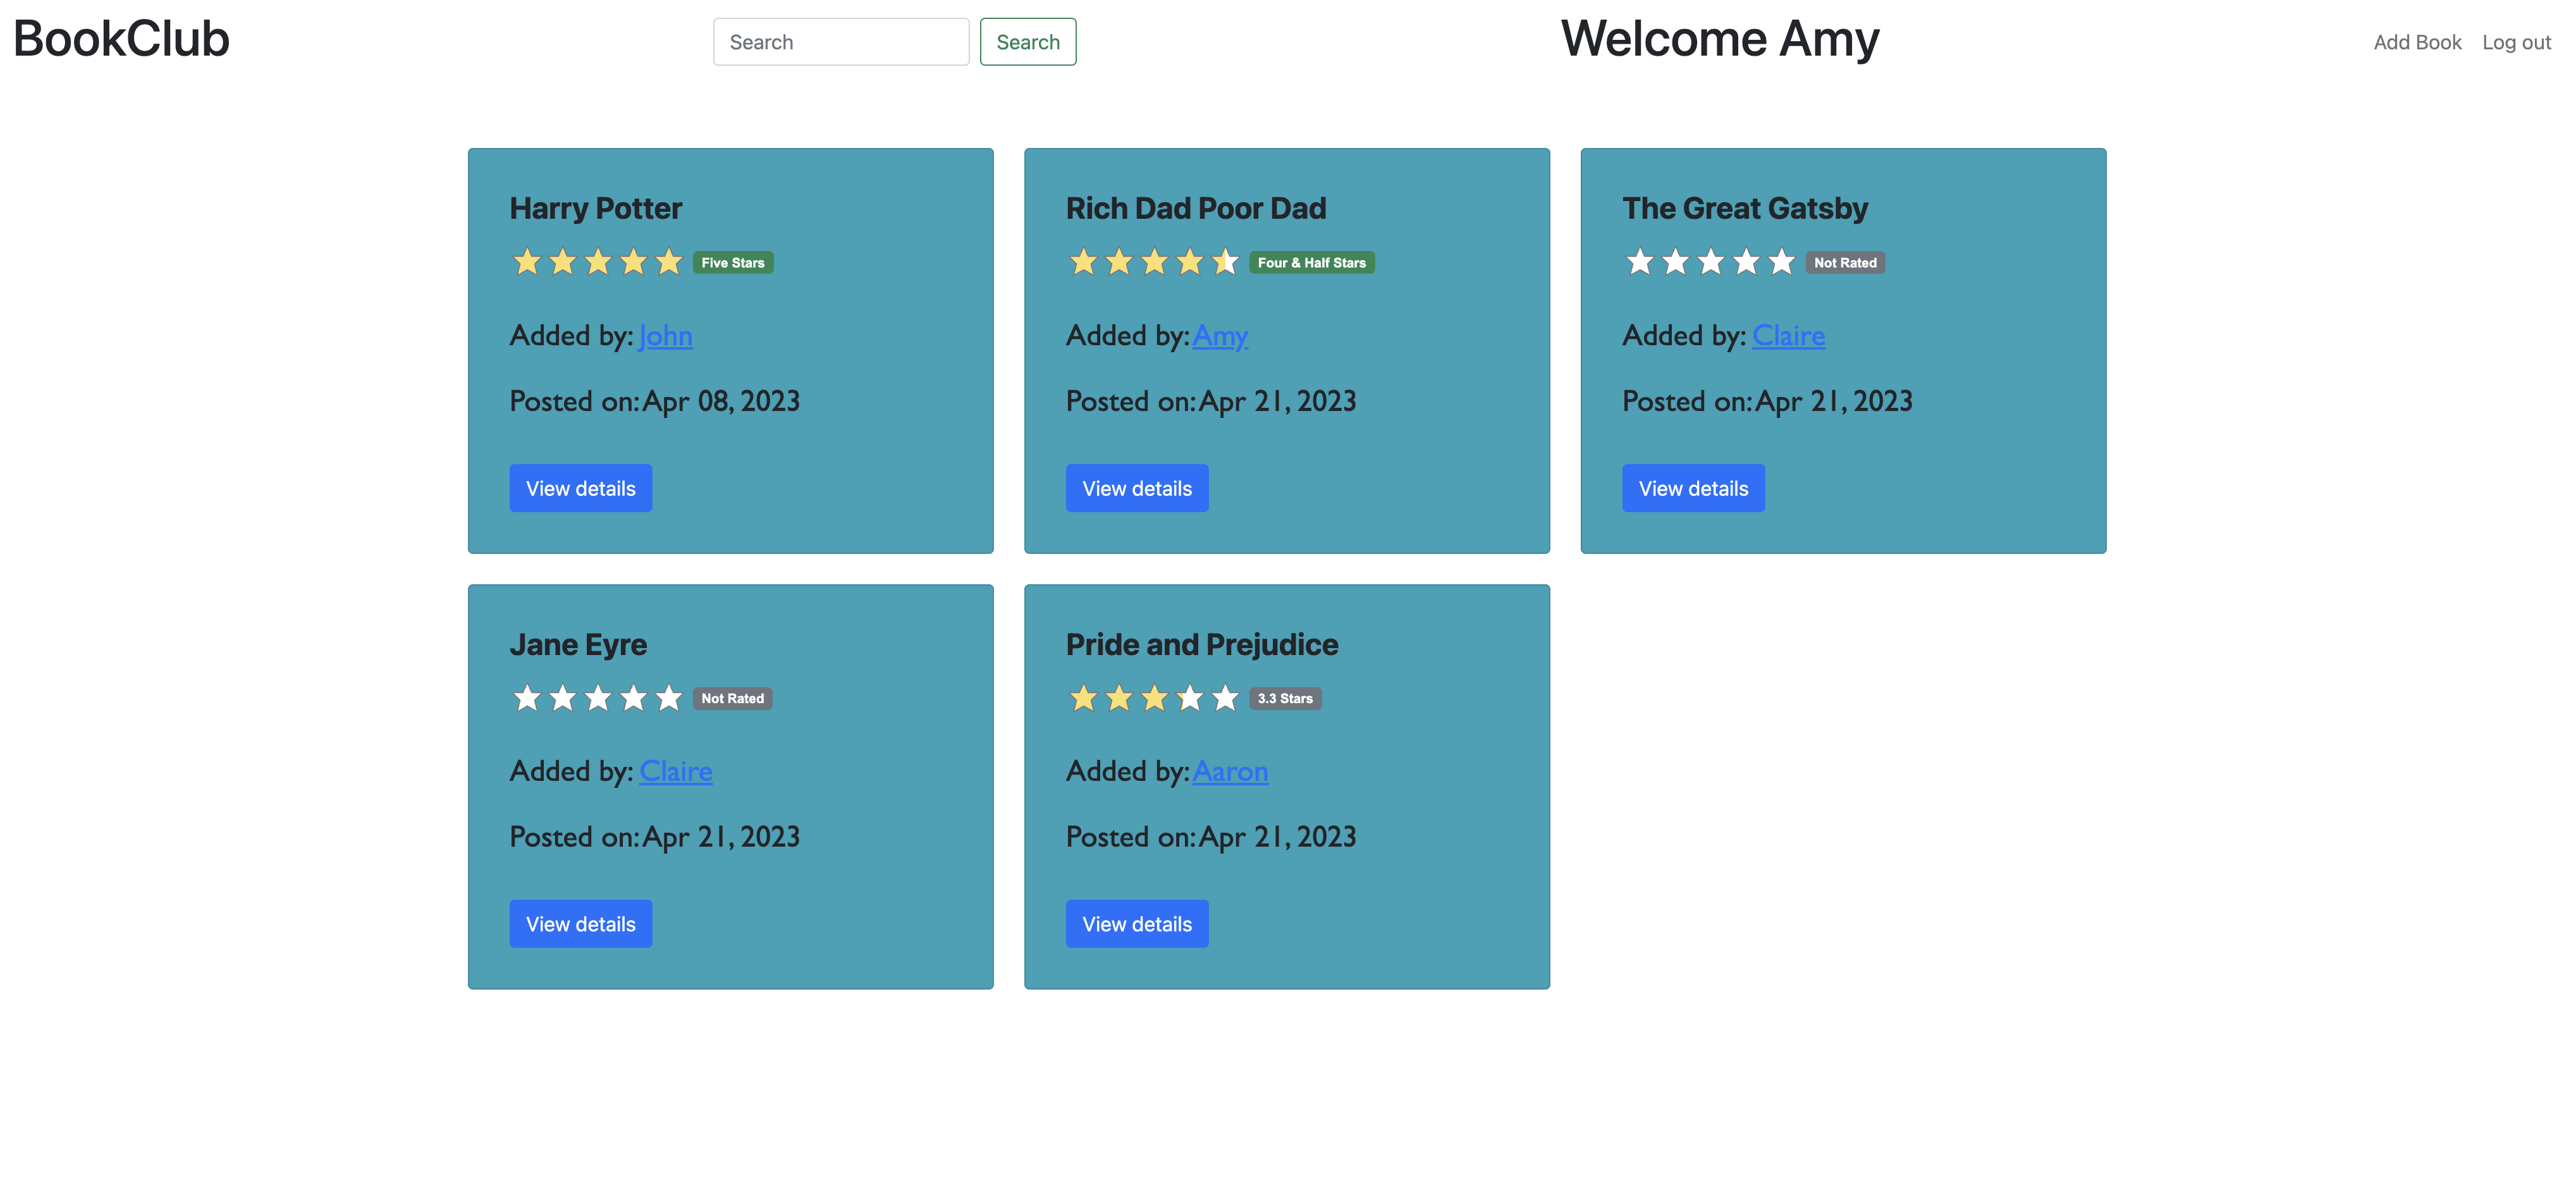 BookClub
Search
Search
Welcome Amy
Add Book
Log out
Harry Potter
Five Stars
Added by: John
Posted on: Apr 08, 2023
View details
Rich Dad Poor Dad
Four & Half Stars
Added by: Amy
Posted on: Apr 21, 2023
View details
The Great Gatsby
Not Rated
Added by: Claire
Posted on: Apr 21, 2023
View details
Jane Eyre
Not Rated
Added by: Claire
Posted on: Apr 21, 2023
View details
Pride and Prejudice
3.3 Stars
Added by: Aaron
Posted on: Apr 21, 2023
View details